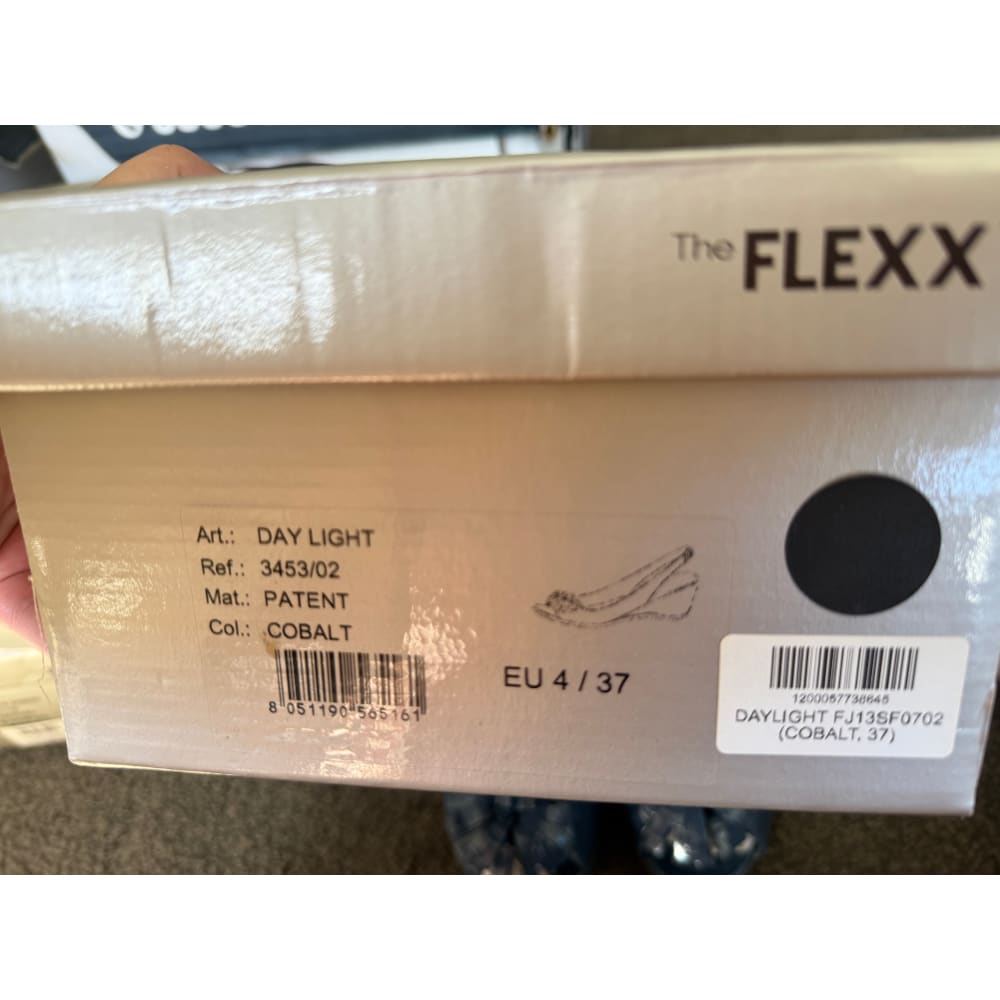 The FLEXX
Art.: DAY LIGHT
Ref.: 3453/02
Mat.: PATENT
Col.: COBALT
8 051190 565161
EU 4 / 37
1200057738645
DAYLIGHT FJ13SF0702
(COBALT, 37)